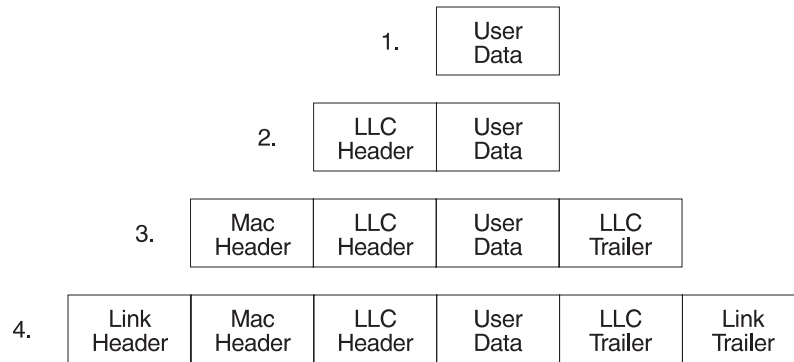 1.
User
Data
2.
LLC
Header
User
Data
3.
Mac
Header
LLC
Header
User
Data
LLC
Trailer
4.
Link
Header
Mac
Header
LLC
Header
User
Data
LLC
Trailer
Link
Trailer